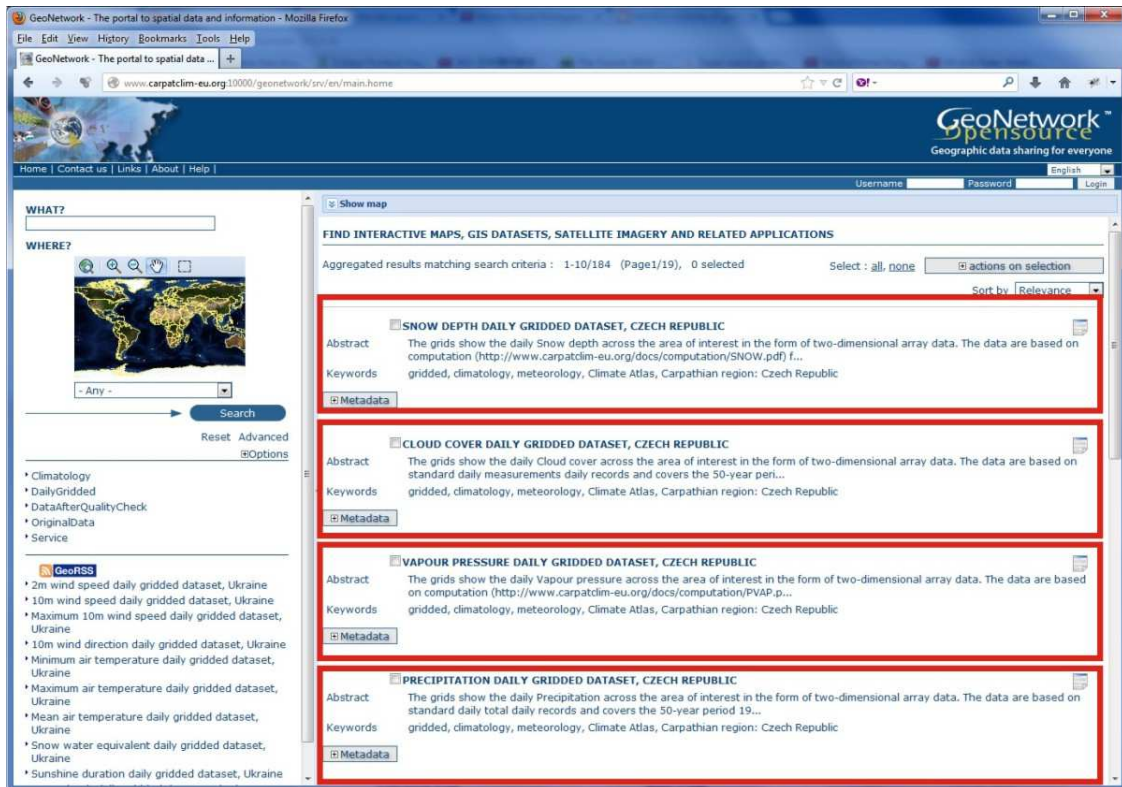 GeoNetwork - The portal to spatial data and information - Mozilla Firefox
File Edit View History Bookmarks Tools Help
GeoNetwork - The portal to spatial data ...
www.carpatclim-eu.org:10000/geonetwork/srv/en/main.home
GeoNetwork™
Opensource
Geographic data sharing for everyone
Home | Contact us | Links | About | Help |
English
Username Password Login
WHAT?
WHERE?
- Any -
Search
Reset Advanced
Options
Climatology
DailyGridded
DataAfterQualityCheck
OriginalData
Service
GeoRSS
2m wind speed daily gridded dataset, Ukraine
10m wind speed daily gridded dataset, Ukraine
Maximum 10m wind speed daily gridded dataset,
Ukraine
10m wind direction daily gridded dataset, Ukraine
Minimum air temperature daily gridded dataset,
Ukraine
Maximum air temperature daily gridded dataset,
Ukraine
Mean air temperature daily gridded dataset,
Ukraine
Snow water equivalent daily gridded dataset,
Ukraine
Sunshine duration daily gridded dataset, Ukraine
Show map
FIND INTERACTIVE MAPS, GIS DATASETS, SATELLITE IMAGERY AND RELATED APPLICATIONS
Aggregated results matching search criteria : 1-10/184 (Page1/19), 0 selected Select : all, none actions on selection
Sort by Relevance
SNOW DEPTH DAILY GRIDDED DATASET, CZECH REPUBLIC
Abstract The grids show the daily Snow depth across the area of interest in the form of two-dimensional array data. The data are based on
computation (http://www.carpatclim-eu.org/docs/computation/SNOW.pdf) f...
Keywords gridded, climatology, meteorology, Climate Atlas, Carpathian region: Czech Republic
Metadata
CLOUD COVER DAILY GRIDDED DATASET, CZECH REPUBLIC
Abstract The grids show the daily Cloud cover across the area of interest in the form of two-dimensional array data. The data are based on
standard daily measurements daily records and covers the 50-year peri...
Keywords gridded, climatology, meteorology, Climate Atlas, Carpathian region: Czech Republic
Metadata
VAPOUR PRESSURE DAILY GRIDDED DATASET, CZECH REPUBLIC
Abstract The grids show the daily Vapour pressure across the area of interest in the form of two-dimensional array data. The data are based
on computation (http://www.carpatclim-eu.org/docs/computation/PVAP.p...
Keywords gridded, climatology, meteorology, Climate Atlas, Carpathian region: Czech Republic
Metadata
PRECIPITATION DAILY GRIDDED DATASET, CZECH REPUBLIC
Abstract The grids show the daily Precipitation across the area of interest in the form of two-dimensional array data. The data are based on
standard daily total daily records and covers the 50-year period 19...
Keywords gridded, climatology, meteorology, Climate Atlas, Carpathian region: Czech Republic
Metadata